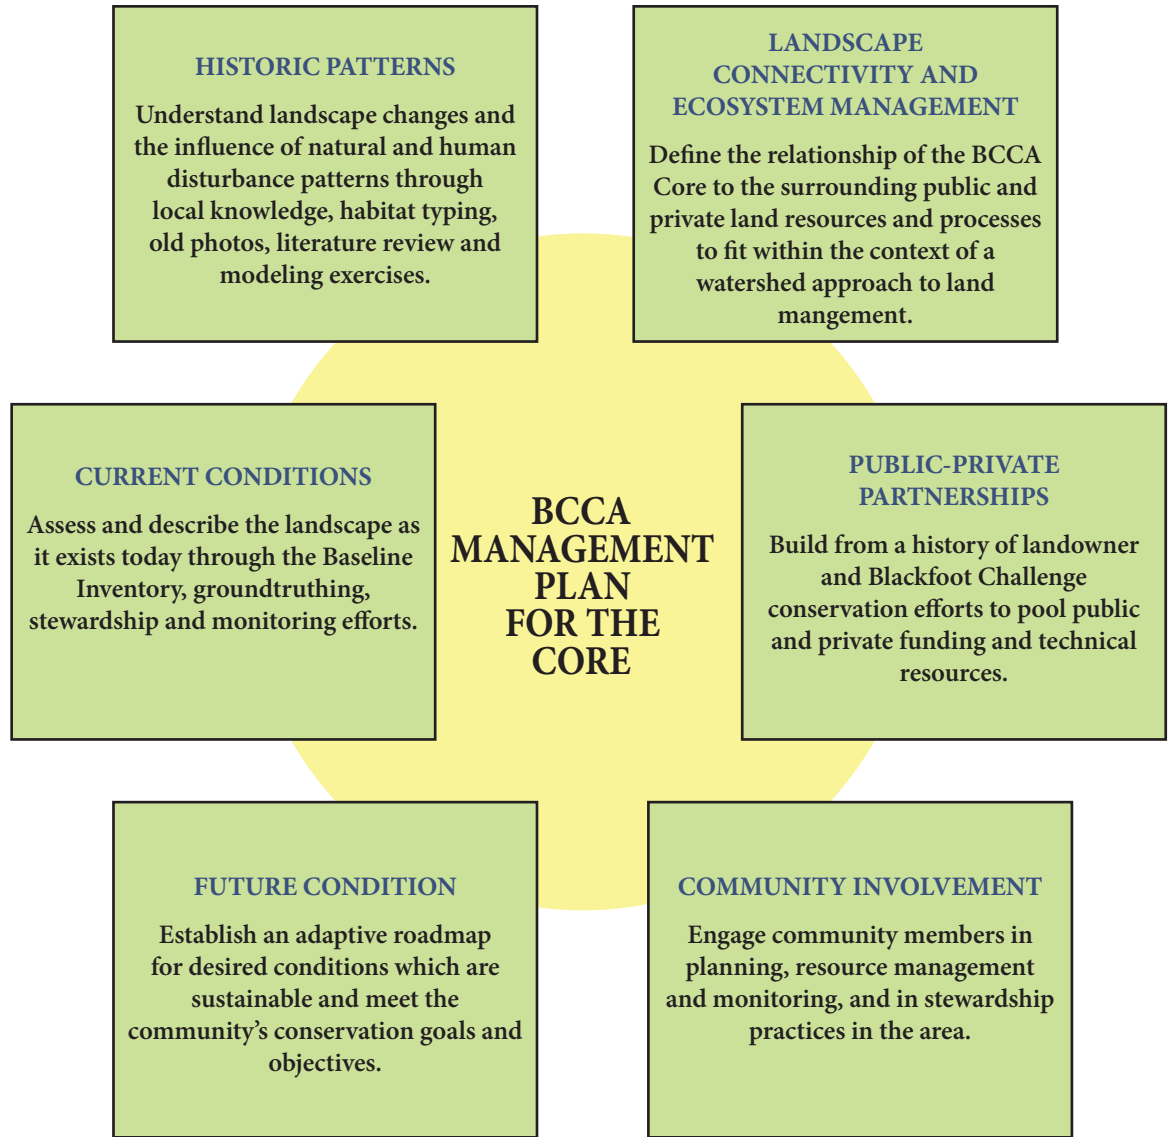 HISTORIC PATTERNS
Understand landscape changes and
the influence of natural and human
disturbance patterns through
local knowledge, habitat typing,
old photos, literature review and
modeling exercises.
LANDSCAPE
CONNECTIVITY AND
ECOSYSTEM MANAGEMENT
Define the relationship of the BCCA
Core to the surrounding public and
private land resources and processes
to fit within the context of a
watershed approach to land
mangement.
CURRENT CONDITIONS
Assess and describe the landscape as
it exists today through the Baseline
Inventory, groundtruthing,
stewardship and monitoring efforts.
BCCA
MANAGEMENT
PLAN
FOR THE
CORE
PUBLIC-PRIVATE
PARTNERSHIPS
Build from a history of landowner
and Blackfoot Challenge
conservation efforts to pool public
and private funding and technical
resources.
FUTURE CONDITION
Establish an adaptive roadmap
for desired conditions which are
sustainable and meet the
community’s conservation goals and
objectives.
COMMUNITY INVOLVEMENT
Engage community members in
planning, resource management
and monitoring, and in stewardship
practices in the area.